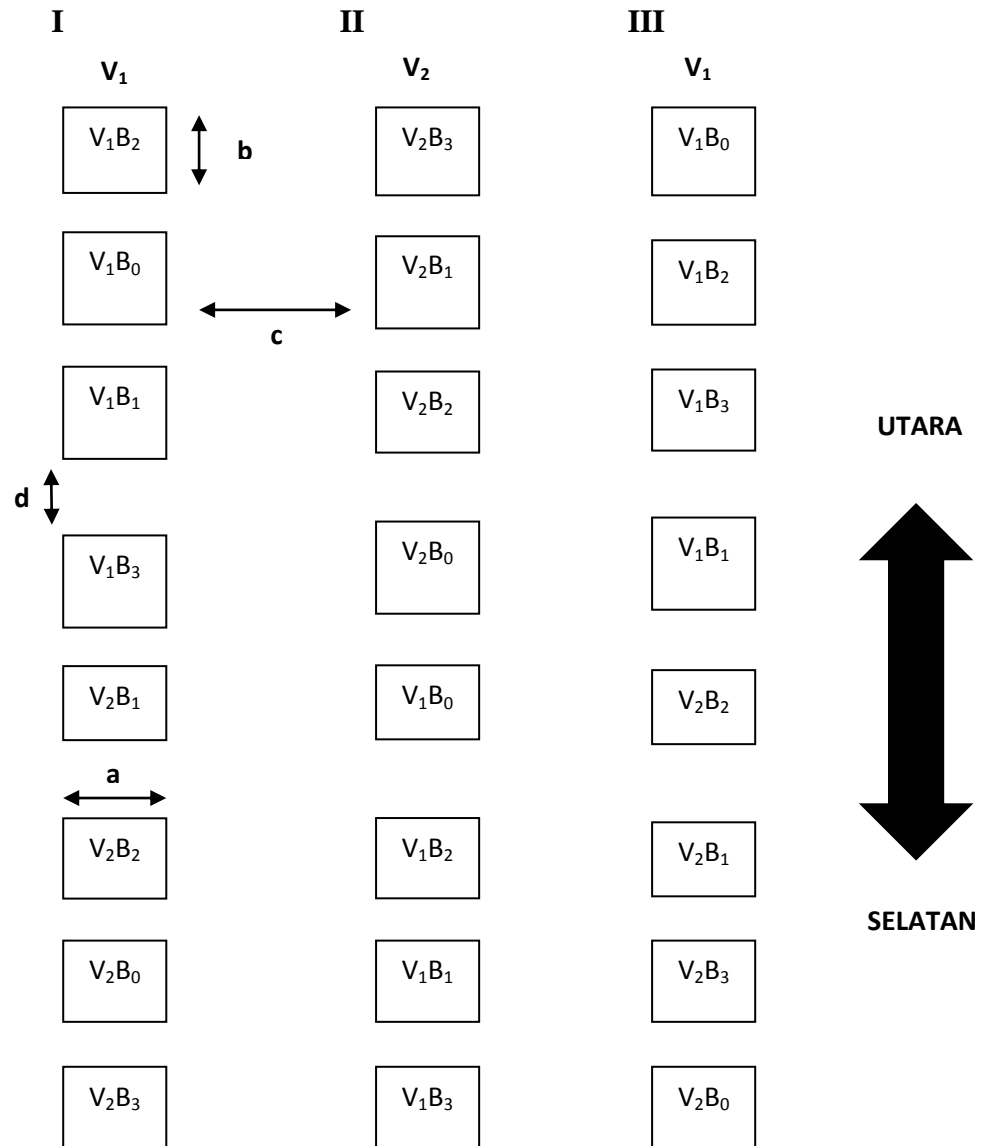 I II III
V₁ V₂ V₁
V₁B₂ b V₂B₃ V₁B₀
V₁B₀ V₂B₁ V₁B₂
c
V₁B₁ V₂B₂ V₁B₃
UTARA
d
V₁B₃ V₂B₀ V₁B₁
V₂B₁ V₁B₀ V₂B₂
a
V₂B₂ V₁B₂ V₂B₁
SELATAN
V₂B₀ V₁B₁ V₂B₃
V₂B₃ V₁B₃ V₂B₀